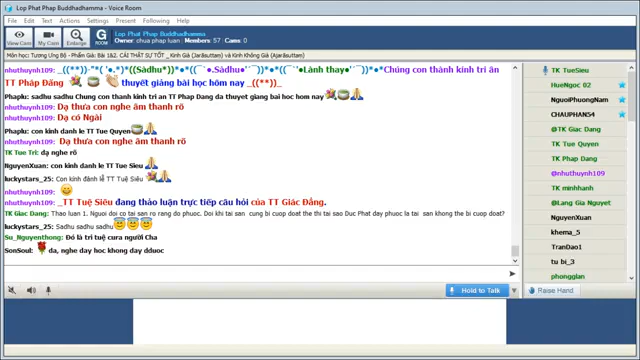 Lop Phat Phap Buddhadhamma - Voice Room
File Text Actions Settings Present Following Help
View Cam
My Cam
Enlarge
G ROOM
Lop Phat Phap Buddhadhamma
Owner: chua phap luan : Members: 57 : Cams: 0
Môn học: Tương Ưng Bộ - Phẩm Già: Bài 1&2. CÁI THẬT SỰ TỐT _ Kinh Già (Jarāsuttaṃ) và Kinh Không Già (Ajarāsuttaṃ)
nhuthuynh109: _((**))-*(´•.*)*((Sàdhu)*●*((¯`●.Sàdhu●´¯))*●*((¯`●Lành thay●´¯))*●*Chúng con thành kính tri ân
TT Pháp Đăng thuyết giảng bài học hôm nay _((**))_
Phaplu: sadhu sadhu Chung con thanh kinh tri an TT Phap Dang da thuyet giang bai hoc hom nay
nhuthuynh109: Dạ thưa con nghe âm thanh rõ
Dạ có Ngài
Phaplu: con kinh danh le TT Tue Quyen
nhuthuynh109: Dạ thưa con nghe âm thanh rõ
TK Tue Tri: dạ nghe rõ
NguyenXuan: con kinh danh le TT Tue Sieu
luckystars_25: Con kính đảnh lễ TT Tuệ Siêu
nhuthuynh109:
nhuthuynh109: _TT Tuệ Siêu đang thảo luận trực tiếp câu hỏi của TT Giác Đẳng.
TK Giac Dang: Thao luan 1. Nguoi doi co tai san ro rang do phuoc. Doi khi tai san cung bi cuop doat the thi tai sao Duc Phat day phuoc la tai san khong the bi cuop doat?
luckystars_25: Sadhu sadhu sadhu
Su_Nguyenthong: Đó là trí tuệ cura người Cha
SonSoul: da, nghe day hoc không day dduoc
Hold to Talk
TK TueSieu
HueNgoc 02
NguoiPhuongNam
CHAUPHAN54
@TK Giac Dang
TK Tue Quyen
TK Phap Dang
@nhuthuynh109
TK minhhanh
@Lang Gia Nguyet
NguyenXuan
khema_5
TranDao1
tu bi_3
phongglan
Raise Hand